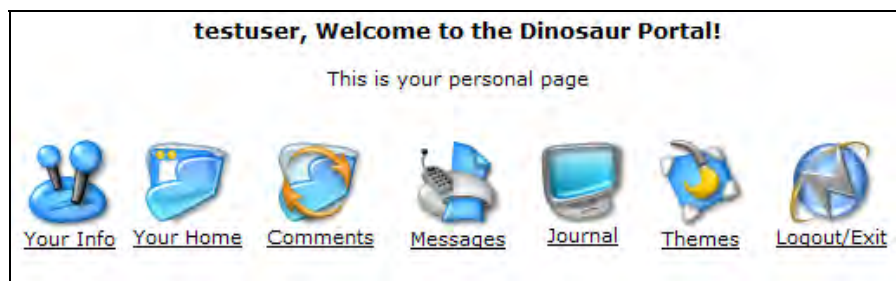 testuser, Welcome to the Dinosaur Portal!
This is your personal page
Your Info Your Home Comments Messages Journal Themes Logout/Exit